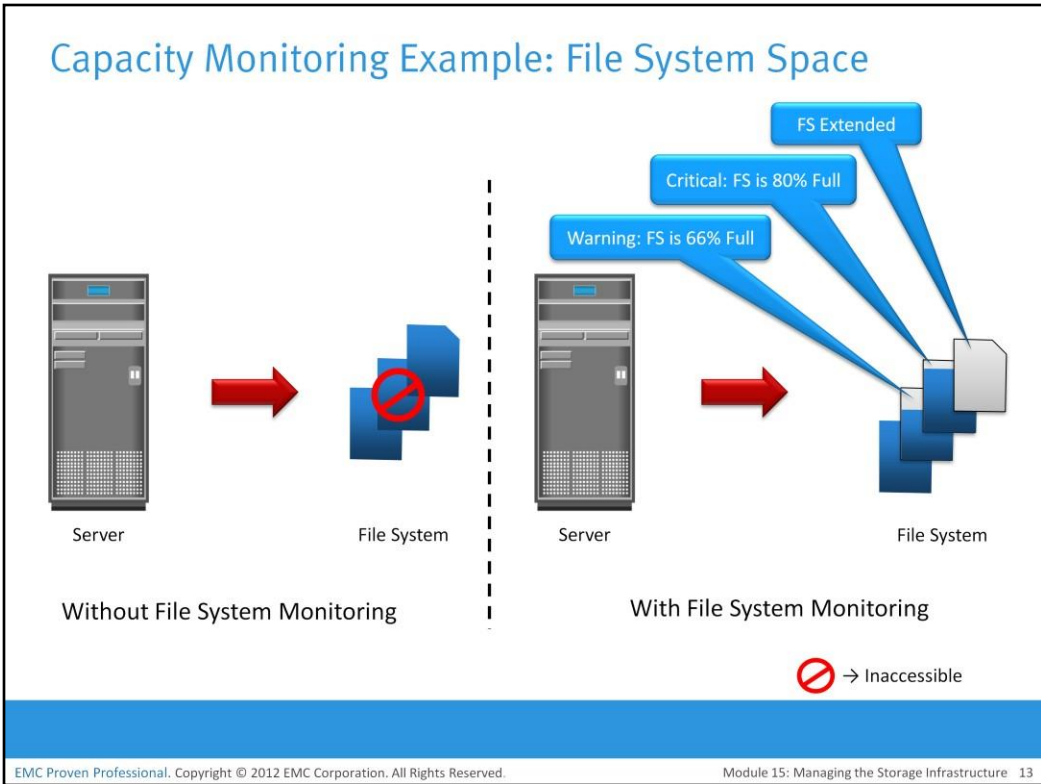 Capacity Monitoring Example: File System Space
FS Extended
Critical: FS is 80% Full
Warning: FS is 66% Full
Server
File System
Server
File System
Without File System Monitoring
With File System Monitoring
→ Inaccessible
EMC Proven Professional. Copyright © 2012 EMC Corporation. All Rights Reserved.
Module 15: Managing the Storage Infrastructure 13